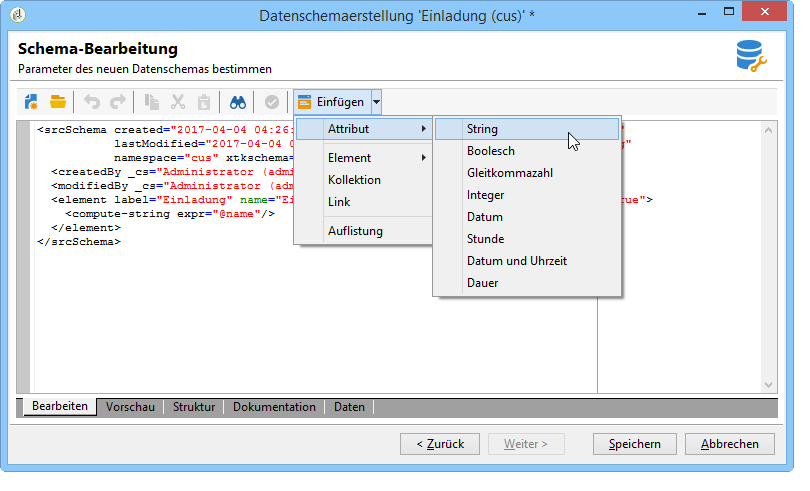 Datenschemaerstellung 'Einladung (cus)' *
Schema-Bearbeitung
Parameter des neuen Datenschemas bestimmen
Einfügen
<srcSchema created="2017-04-04 04:26:
lastModified="2017-04-04 0
namespace="cus" xtkschema=
<createdBy _cs="Administrator (admi
<modifiedBy _cs="Administrator (adm
<element label="Einladung" name="Ei
rue">
<compute-string expr="@name"/>
</element>
</srcSchema>
Attribut
Element
Kollektion
Link
Auflistung
String
Boolesch
Gleitkommazahl
Integer
Datum
Stunde
Datum und Uhrzeit
Dauer
Bearbeiten Vorschau Struktur Dokumentation Daten
< Zurück Weiter > Speichern Abbrechen